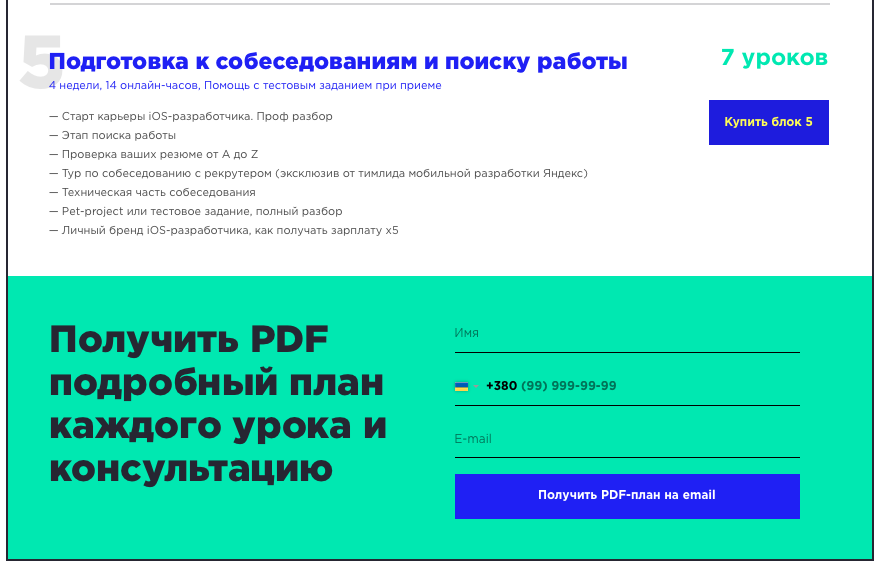 5
Подготовка к собеседованиям и поиску работы
7 уроков
4 недели, 14 онлайн-часов, Помощь с тестовым заданием при приеме
Купить блок 5
— Старт карьеры iOS-разработчика. Проф разбор
— Этап поиска работы
— Проверка ваших резюме от А до Z
— Тур по собеседованию с рекрутером (эксклюзив от тимлида мобильной разработки Яндекс)
— Техническая часть собеседования
— Pet-project или тестовое задание, полный разбор
— Личный бренд iOS-разработчика, как получать зарплату x5
Получить PDF
подробный план
каждого урока и
консультацию
Имя
+380 (99) 999-99-99
E-mail
Получить PDF-план на email